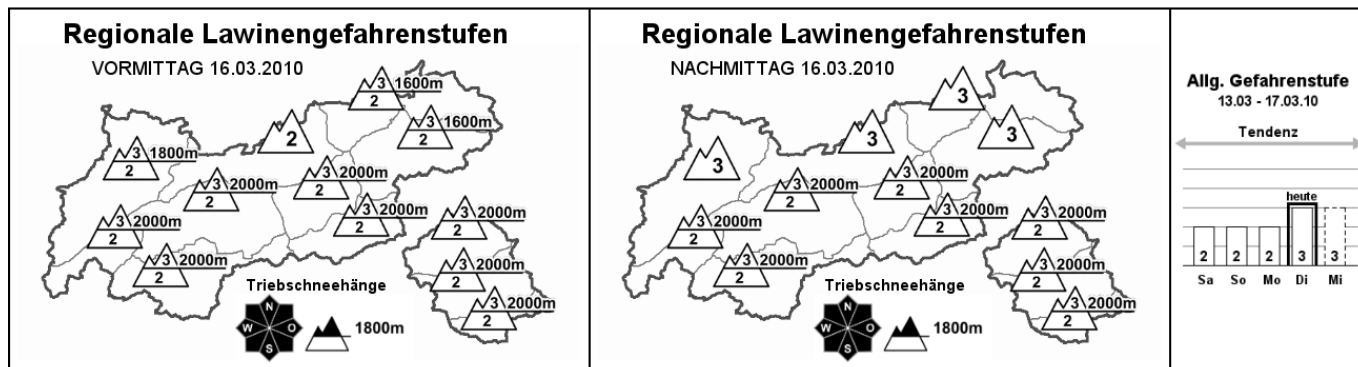 Regionale Lawinengefahrenstufen
VORMITTAG 16.03.2010
3 1600m
2
2
3 1600m
2
3 1800m
2
3 2000m
2
3 2000m
2
3 2000m
2
3 2000m
2
3 2000m
2
3 2000m
2
3 2000m
2
3 2000m
2
Triebschneehänge
N
W O
S
1800m
Regionale Lawinengefahrenstufen
NACHMITTAG 16.03.2010
3
3
3
3
3 2000m
2
3 2000m
2
3 2000m
2
3 2000m
2
3 2000m
2
3 2000m
2
3 2000m
2
3 2000m
2
Triebschneehänge
N
W O
S
1800m
Allg. Gefahrenstufe
13.03 - 17.03.10
Tendenz
heute
2 2 2 3 3
Sa So Mo Di Mi